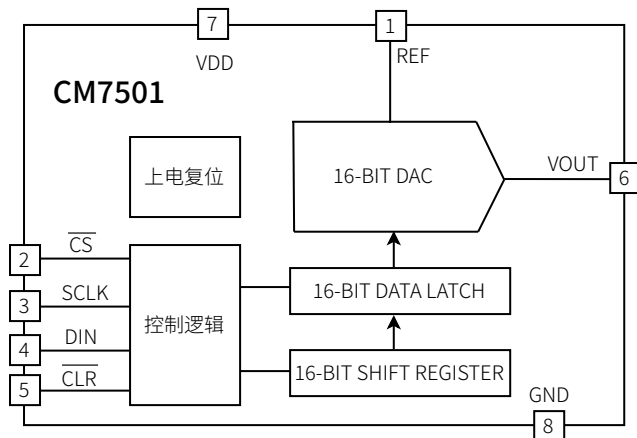 7
1
VDD
REF
CM7501
上电复位
16-BIT DAC
VOUT
6
2
CS
3
SCLK
控制逻辑
16-BIT DATA LATCH
4
DIN
5
CLR
16-BIT SHIFT REGISTER
GND
8